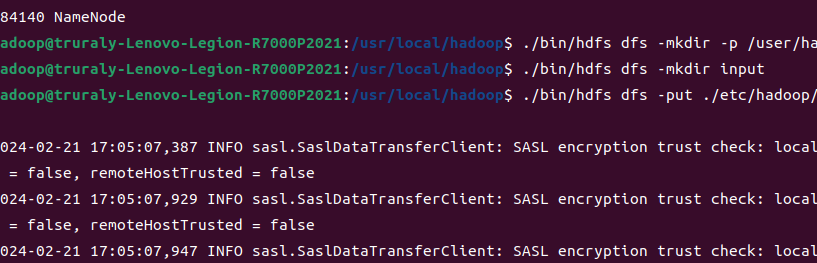 84140 NameNode
adoop@truraly-Lenovo-Legion-R7000P2021:/usr/local/hadoop$ ./bin/hdfs dfs -mkdir -p /user/ha
adoop@truraly-Lenovo-Legion-R7000P2021:/usr/local/hadoop$ ./bin/hdfs dfs -mkdir input
adoop@truraly-Lenovo-Legion-R7000P2021:/usr/local/hadoop$ ./bin/hdfs dfs -put ./etc/hadoop/
024-02-21 17:05:07,387 INFO sasl.SaslDataTransferClient: SASL encryption trust check: local
= false, remoteHostTrusted = false
024-02-21 17:05:07,929 INFO sasl.SaslDataTransferClient: SASL encryption trust check: local
= false, remoteHostTrusted = false
024-02-21 17:05:07,947 INFO sasl.SaslDataTransferClient: SASL encryption trust check: local